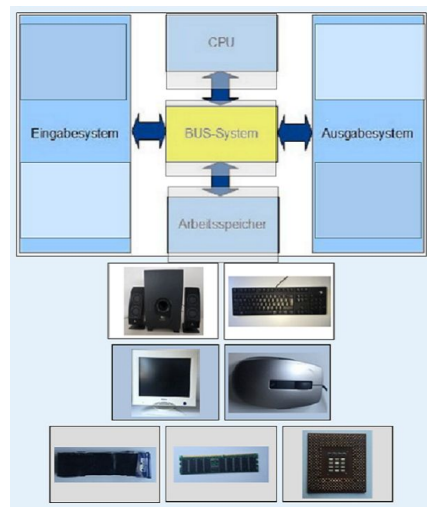 CPU
Eingabesystem
BUS-System
Ausgabesystem
Arbeitsspeicher